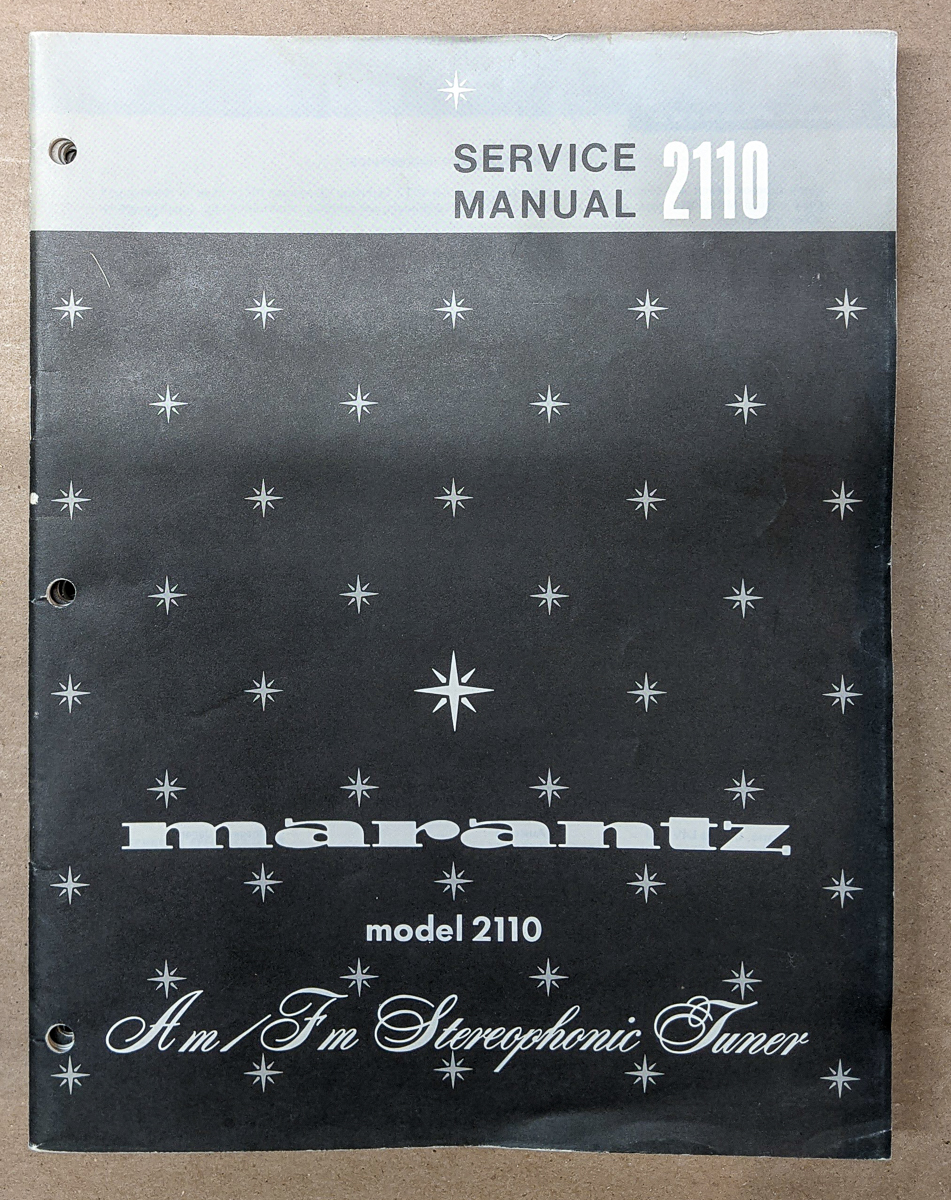 SERVICE
MANUAL 2110
marantz
model 2110
Am/Fm Stereophonic Tuner